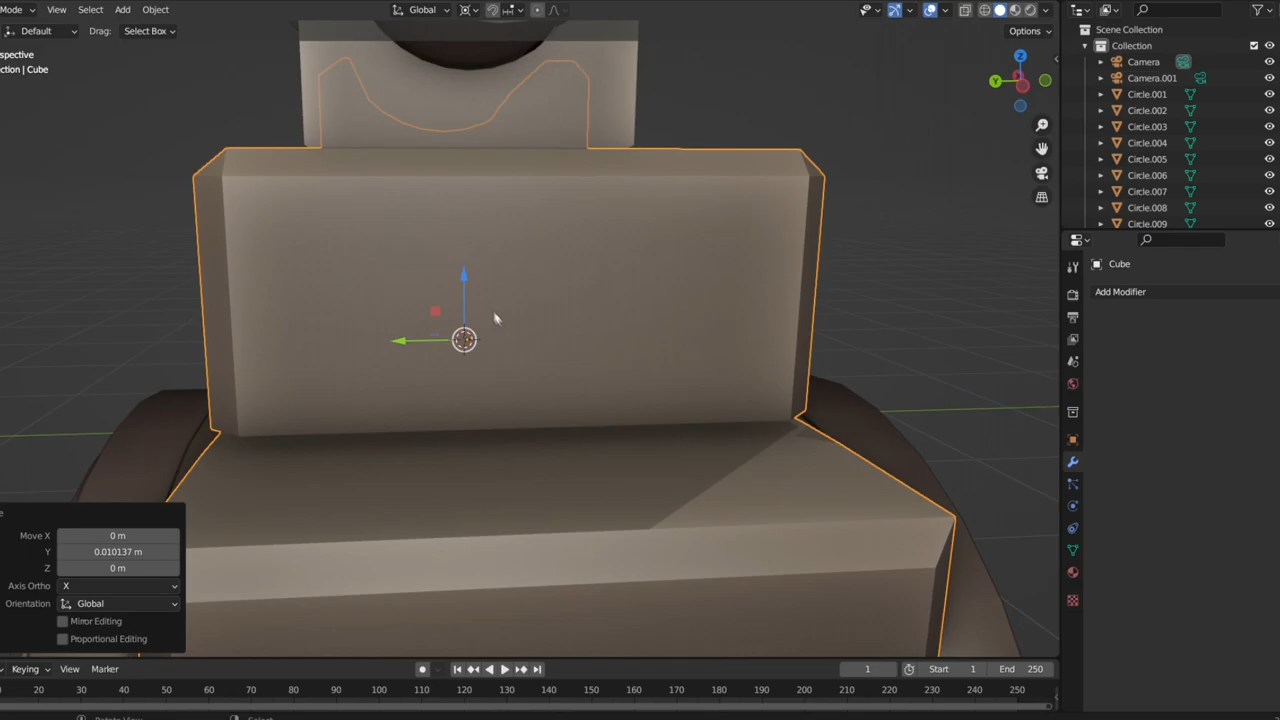 Mode View Select Add Object Global
Default Drag: Select Box Options
spective
ection | Cube
Y
Z
Scene Collection
Collection
Camera
Camera.001
Circle.001
Circle.002
Circle.003
Circle.004
Circle.005
Circle.006
Circle.007
Circle.008
Circle.009
Cube
Add Modifier
e
Move X 0 m
Y 0.010137 m
Z 0 m
Axis Ortho X
Orientation Global
Mirror Editing
Proportional Editing
Keying View Marker 1 Start 1 End 250
20 30 40 50 60 70 80 90 100 110 120 130 140 150 160 170 180 190 200 210 220 230 240 250